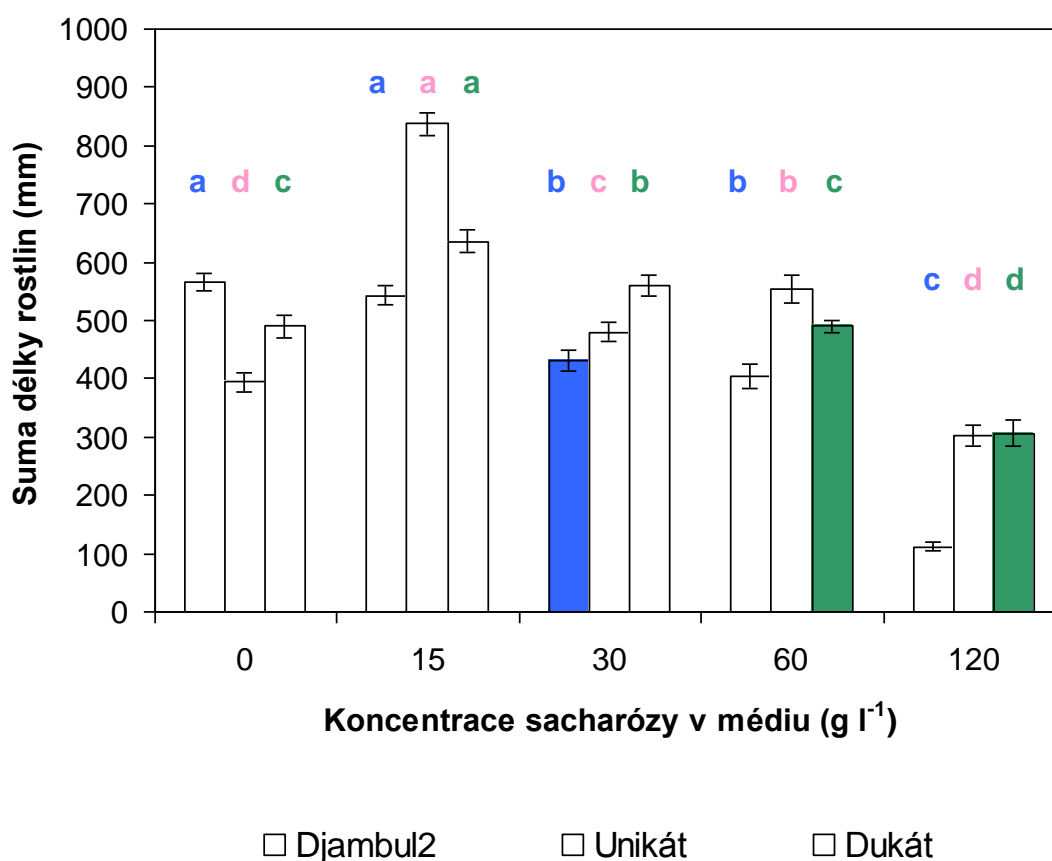 1000
900
a a a
800
700
a d c b c b b b c
600
500
c d d
400
300
200
100
0
0 15 30 60 120
Suma délky rostlin (mm)
Koncentrace sacharózy v médiu (g l-1)
Djambul2 Unikát Dukát